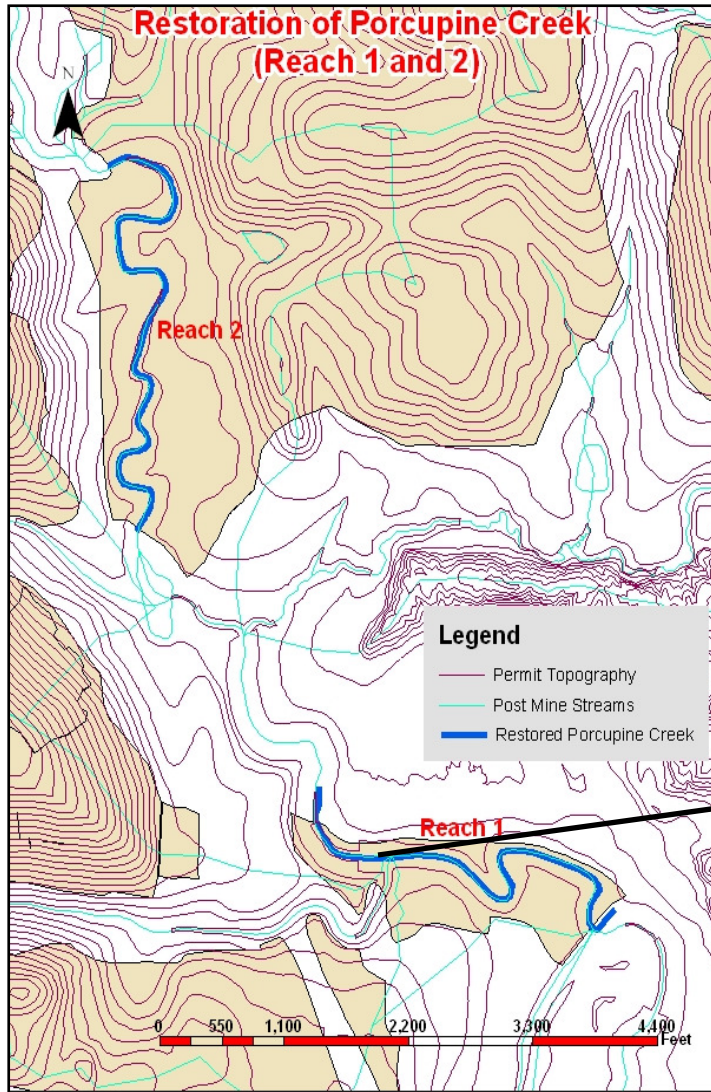 Restoration of Porcupine Creek
(Reach 1 and 2)
N
Reach 2
Legend
Permit Topography
Post Mine Streams
Restored Porcupine Creek
Reach 1
0 550 1,100 2,200 3,300 4,400
Feet